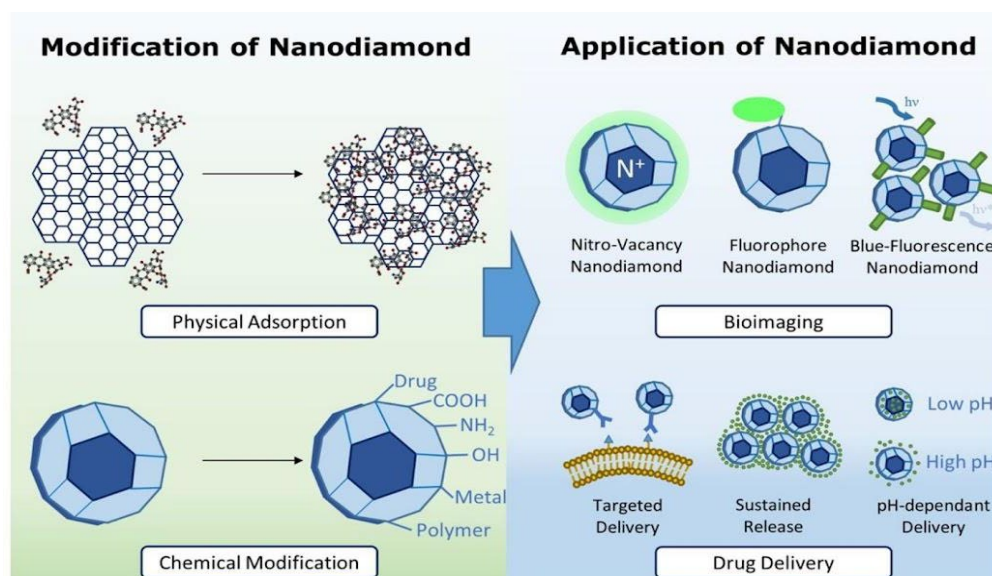 Modification of Nanodiamond
Physical Adsorption
Drug
COOH
NH₂
OH
Metal
Polymer
Chemical Modification
Application of Nanodiamond
hν
N⁺
Nitro-Vacancy
Nanodiamond
Fluorophore
Nanodiamond
Blue-Fluorescence
Nanodiamond
Bioimaging
Low pH
High pH
Targeted
Delivery
Sustained
Release
pH-dependant
Delivery
Drug Delivery